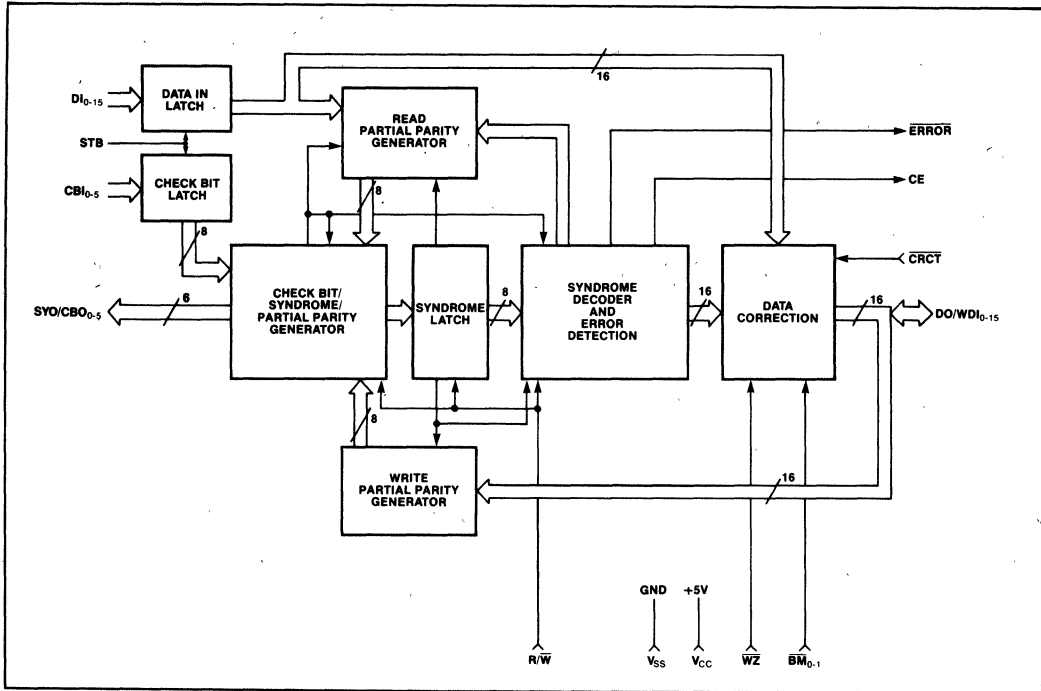 16
DI0-15
DATA IN
LATCH
STB
CBI0-5
CHECK BIT
LATCH
8
READ
PARTIAL PARITY
GENERATOR
8
ERROR
CE
CRCT
SYO/CBO0-5
6
CHECK BIT/
SYNDROME/
PARTIAL PARITY
GENERATOR
SYNDROME
LATCH
8
SYNDROME
DECODER
AND
ERROR
DETECTION
16
DATA
CORRECTION
16
DO/WDI0-15
8
WRITE
PARTIAL PARITY
GENERATOR
16
GND
+5V
R/W̅
VSS
VCC
W̅Z̅
B̅M̅0-1